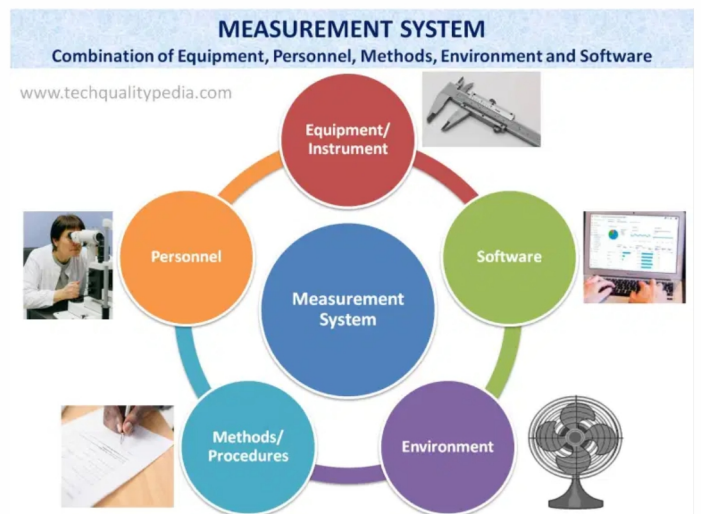 MEASUREMENT SYSTEM
Combination of Equipment, Personnel, Methods, Environment and Software
www.techqualitypedia.com
Equipment/
Instrument
Personnel
Software
Measurement
System
Methods/
Procedures
Environment